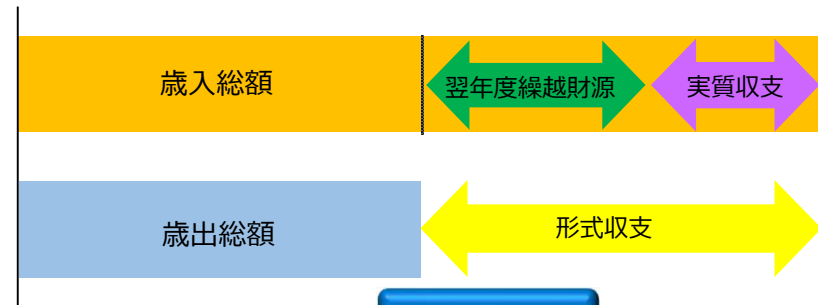 歳入総額
翌年度繰越財源
実質収支
歳出総額
形式収支